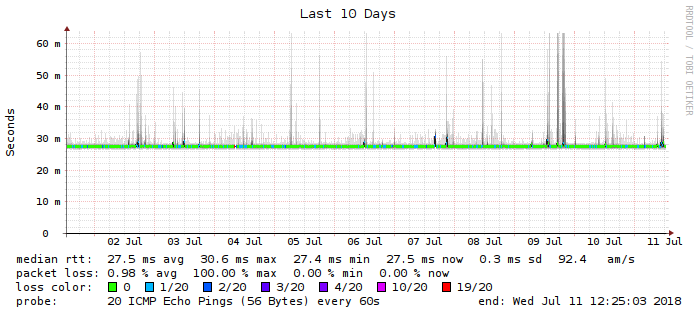 Last 10 Days
RRDTOOL / TOBI OETIKER
Seconds
60 m
50 m
40 m
30 m
20 m
10 m
0
02 Jul 03 Jul 04 Jul 05 Jul 06 Jul 07 Jul 08 Jul 09 Jul 10 Jul 11 Jul
median rtt: 27.5 ms avg 30.6 ms max 27.4 ms min 27.5 ms now 0.3 ms sd 92.4 am/s
packet loss: 0.98 % avg 100.00 % max 0.00 % min 0.00 % now
loss color: 0 1/20 2/20 3/20 4/20 10/20 19/20
probe: 20 ICMP Echo Pings (56 Bytes) every 60s end: Wed Jul 11 12:25:03 2018